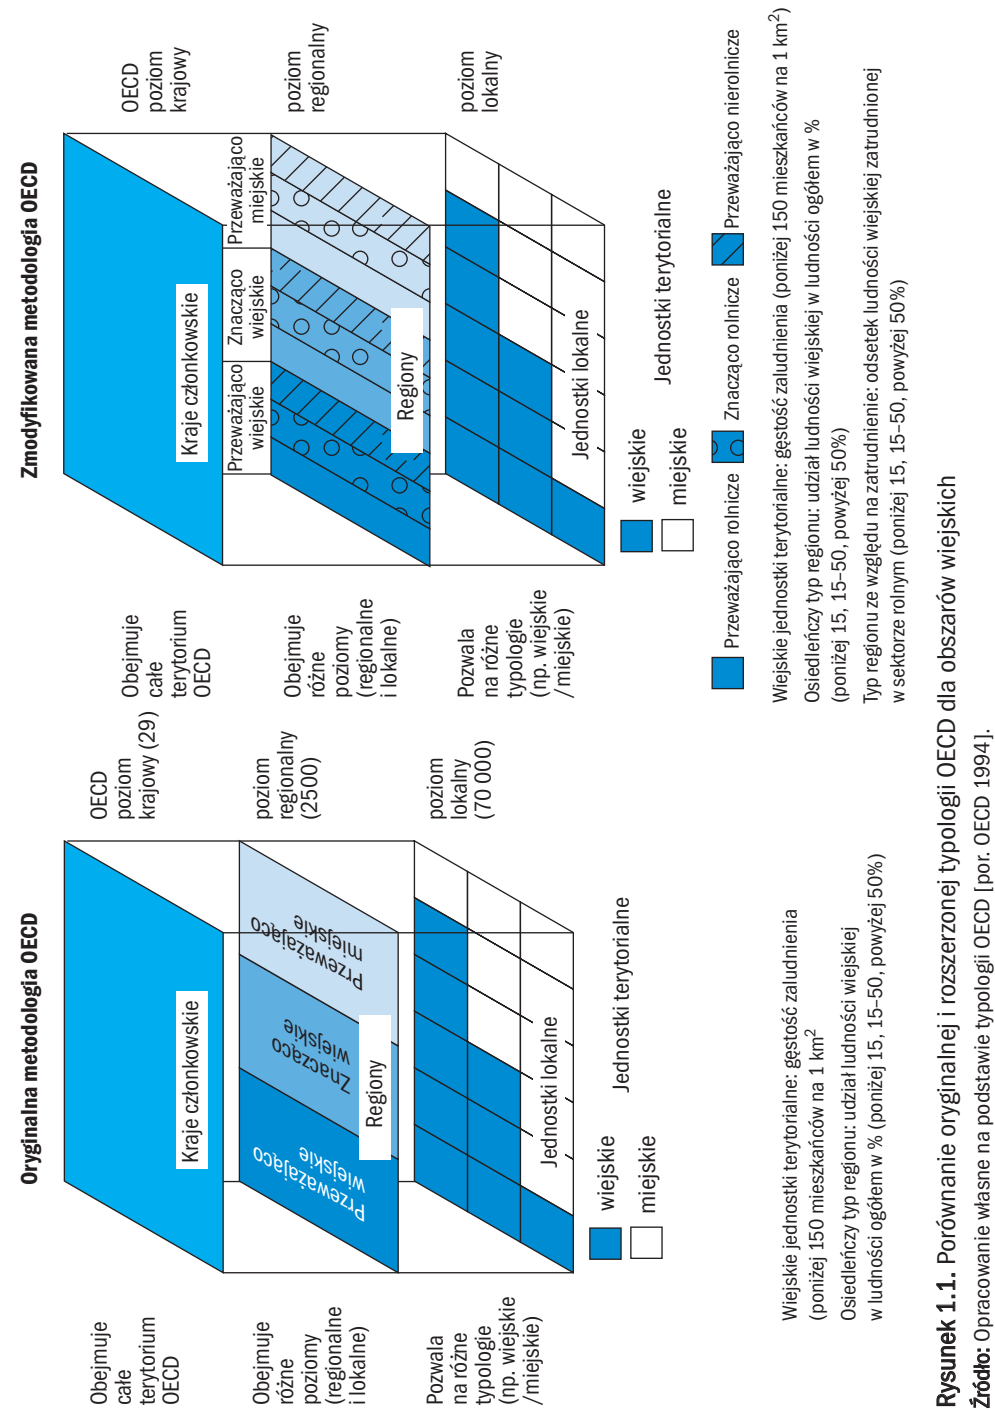 Oryginalna metodologia OECD
Obejmuje
całe
terytorium
OECD
Kraje członkowskie
OECD
poziom
krajowy (29)
Obejmuje
różne
poziomy
(regionalne
i lokalne)
Przeważająco
wiejskie
Znacząco
wiejskie
Przeważająco
miejskie
Regiony
poziom
regionalny
(2500)
Pozwala
na różne
typologie
(np. wiejskie
/miejskie)
Jednostki lokalne
poziom
lokalny
(70 000)
wiejskie
miejskie
Jednostki terytorialne
Wiejskie jednostki terytorialne: gęstość zaludnienia
(poniżej 150 mieszkańców na 1 km²
Osiedleńczy typ regionu: udział ludności wiejskiej
w ludności ogółem w % (poniżej 15, 15–50, powyżej 50%)
Zmodyfikowana metodologia OECD
Obejmuje
całe
terytorium
OECD
Kraje członkowskie
OECD
poziom
krajowy
Obejmuje
różne
poziomy
(regionalne
i lokalne)
Przeważająco
wiejskie
Znacząco
wiejskie
Przeważająco
miejskie
Regiony
poziom
regionalny
Pozwala
na różne
typologie
(np. wiejskie
/miejskie)
Jednostki lokalne
poziom
lokalny
wiejskie
miejskie
Jednostki terytorialne
Przeważająco rolnicze
Znacząco rolnicze
Przeważająco nierolnicze
Wiejskie jednostki terytorialne: gęstość zaludnienia (poniżej 150 mieszkańców na 1 km²)
Osiedleńczy typ regionu: udział ludności wiejskiej w ludności ogółem w %
(poniżej 15, 15–50, powyżej 50%)
Typ regionu ze względu na zatrudnienie: odsetek ludności wiejskiej zatrudnionej
w sektorze rolnym (poniżej 15, 15–50, powyżej 50%)
Rysunek 1.1. Porównanie oryginalnej i rozszerzonej typologii OECD dla obszarów wiejskich
Źródło: Opracowanie własne na podstawie typologii OECD [por. OECD 1994].